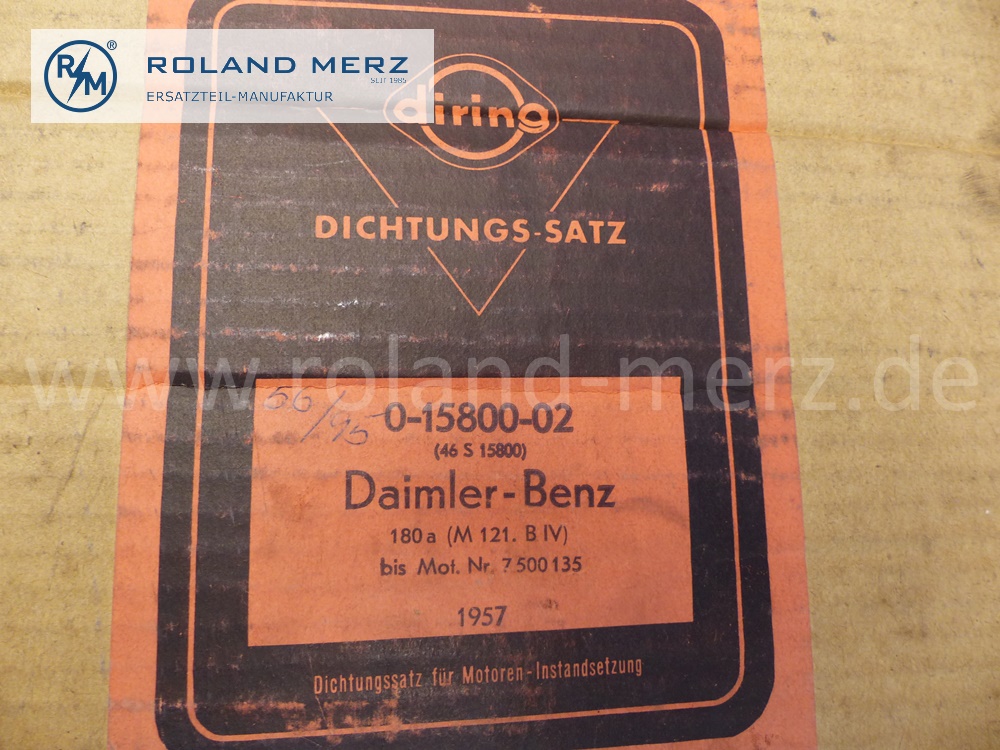 R M ®
ROLAND MERZ
SEIT 1985
ERSATZTEIL-MANUFAKTUR
diring
DICHTUNGS-SATZ
www.roland-merz.de
56/95
0-15800-02
(46 S 15800)
Daimler-Benz
180 a (M 121. B IV)
bis Mot. Nr. 7 500 135
1957
Dichtungssatz für Motoren-Instandsetzung